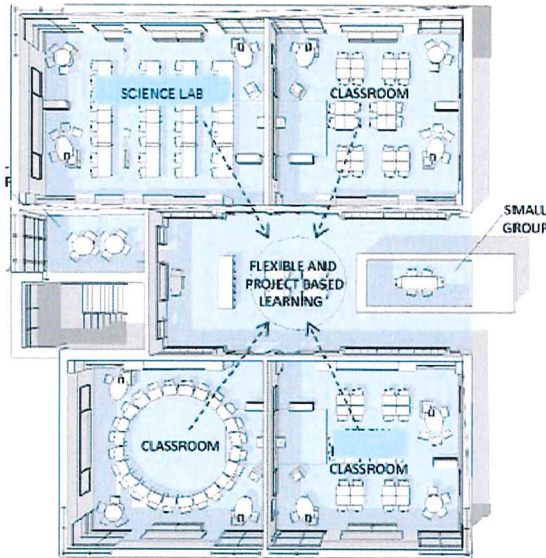 SCIENCE LAB
CLASSROOM
SMALL
GROUP
FLEXIBLE AND
PROJECT BASED
LEARNING
CLASSROOM
CLASSROOM